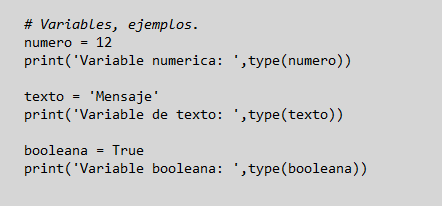 # Variables, ejemplos.
numero = 12
print('Variable numerica: ',type(numero))
texto = 'Mensaje'
print('Variable de texto: ',type(texto))
booleana = True
print('Variable booleana: ',type(booleana))